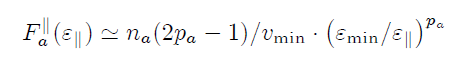 F_a^∥(ε_∥) ≃ n_a(2p_a − 1)/v_min · (ε_min/ε_∥)^{p_a}